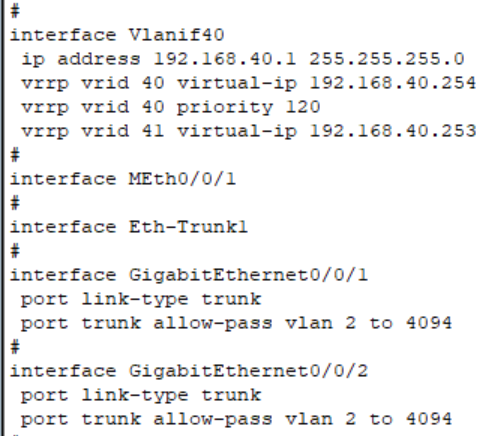 #
interface Vlanif40
 ip address 192.168.40.1 255.255.255.0
 vrrp vrid 40 virtual-ip 192.168.40.254
 vrrp vrid 40 priority 120
 vrrp vrid 41 virtual-ip 192.168.40.253
#
interface MEth0/0/1
#
interface Eth-Trunk1
#
interface GigabitEthernet0/0/1
 port link-type trunk
 port trunk allow-pass vlan 2 to 4094
#
interface GigabitEthernet0/0/2
 port link-type trunk
 port trunk allow-pass vlan 2 to 4094